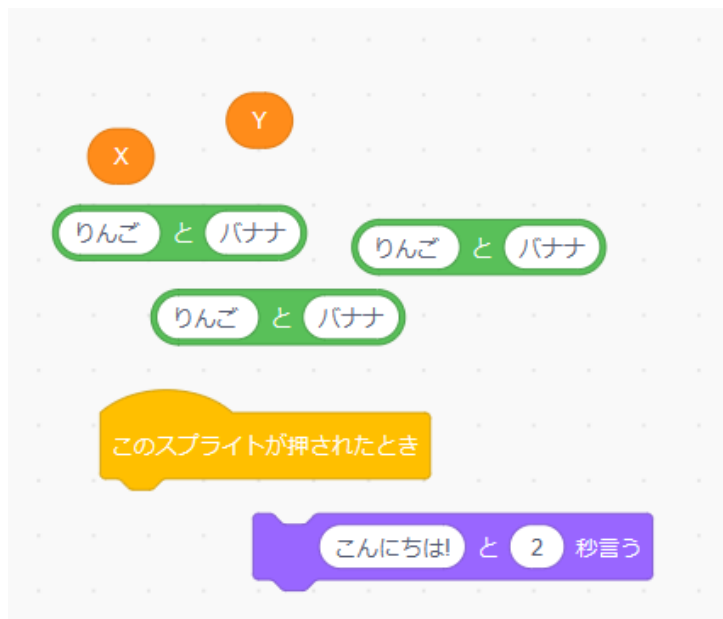 Y
X
りんご と バナナ
りんご と バナナ
りんご と バナナ
このスプライトが押されたとき
こんにちは! と 2 秒言う